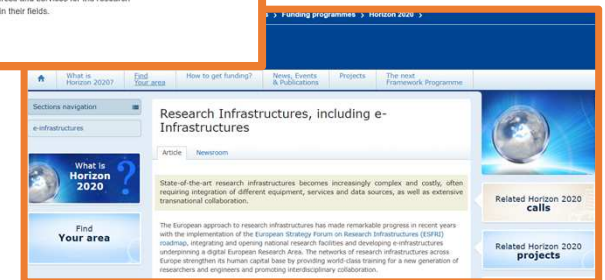 and services for the research
in their fields.
› Funding programmes › Horizon 2020 ›
What is
Horizon 2020?
Find
Your area
How to get funding?
News, Events
& Publications
Projects
The next
Framework Programme
Sections navigation
e-infrastructures
Research Infrastructures, including e-
Infrastructures
Article Newsroom
What is
Horizon
2020
?
State-of-the-art research infrastructures becomes increasingly complex and costly, often
requiring integration of different equipment, services and data sources, as well as extensive
transnational collaboration.
Find
Your area
The European approach to research infrastructures has made remarkable progress in recent years
with the implementation of the European Strategy Forum on Research Infrastructures (ESFRI)
roadmap, integrating and opening national research facilities and developing e-infrastructures
underpinning a digital European Research Area. The networks of research infrastructures across
Europe strengthen its human capital base by providing world-class training for a new generation of
researchers and engineers and promoting interdisciplinary collaboration.
Related Horizon 2020
calls
Related Horizon 2020
projects